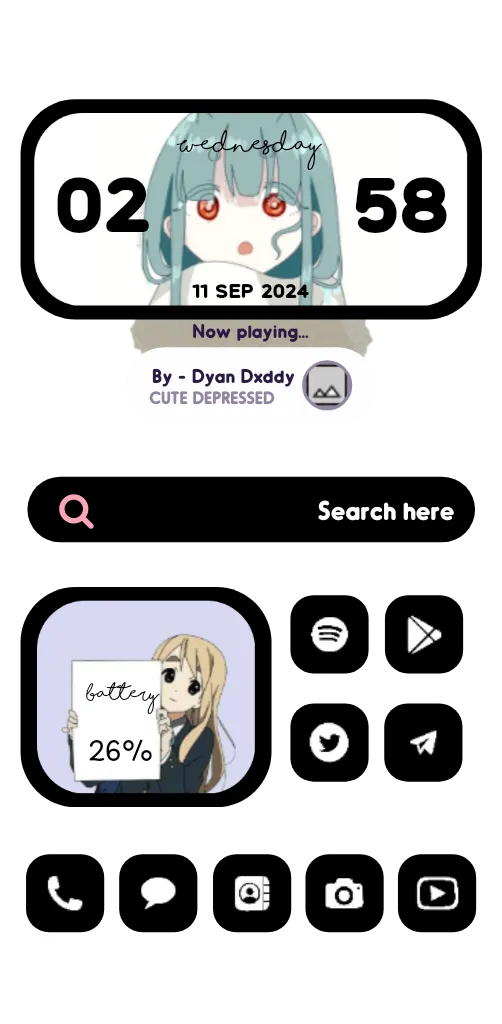 wednesday
02 58
11 SEP 2024
Now playing...
By - Dyan Dxddy
CUTE DEPRESSED
Search here
battery
26%